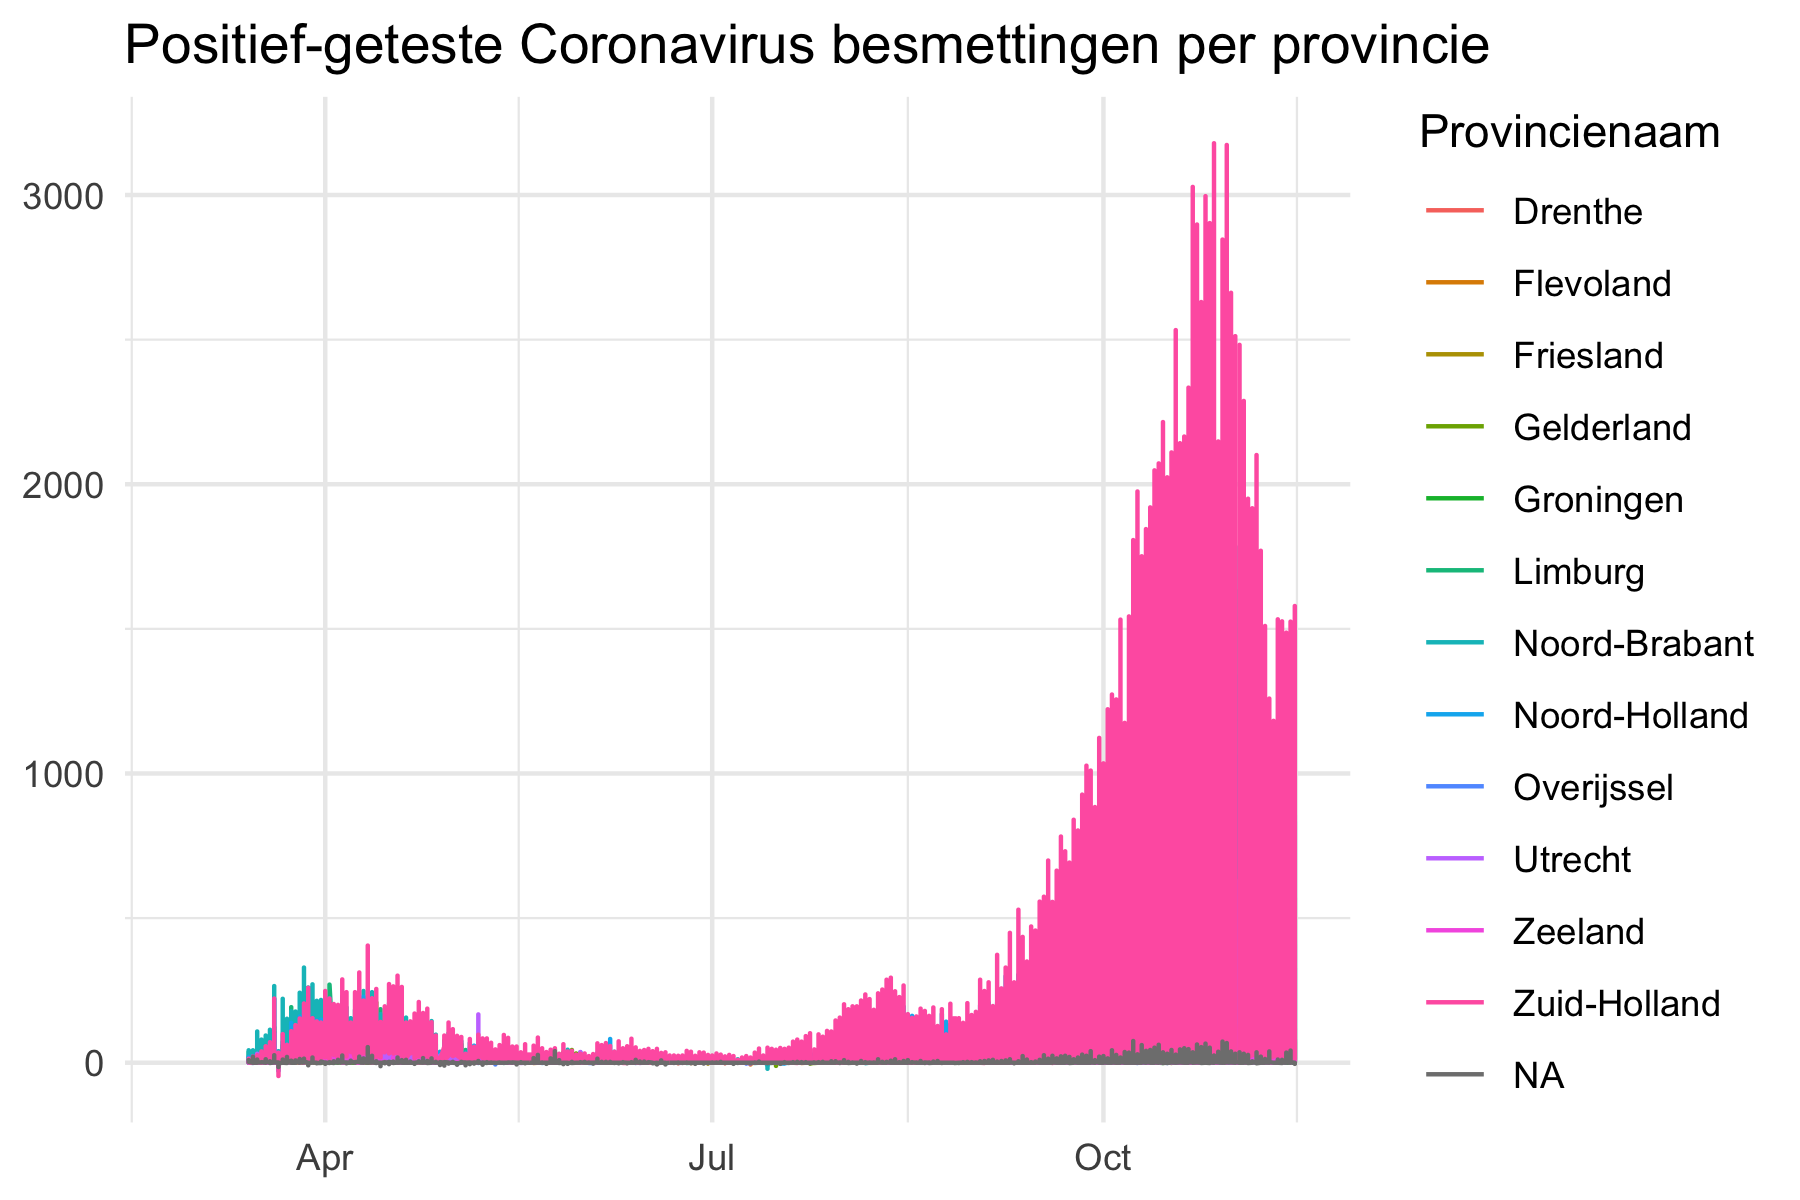 Positief-geteste Coronavirus besmettingen per provincie
3000
2000
1000
0
Apr
Jul
Oct
Provincienaam
Drenthe
Flevoland
Friesland
Gelderland
Groningen
Limburg
Noord-Brabant
Noord-Holland
Overijssel
Utrecht
Zeeland
Zuid-Holland
NA